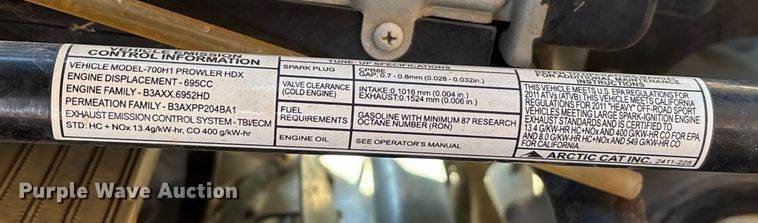 VEHICLE EMISSION
CONTROL INFORMATION
VEHICLE MODEL-700H1 PROWLER HDX
ENGINE DISPLACEMENT - 695CC
ENGINE FAMILY - B3AXX.6952HD
PERMEATION FAMILY - B3AXPP204BA1
EXHAUST EMISSION CONTROL SYSTEM - TBI/ECM
STD: HC + NOx 13.4g/kw-hr, CO 400 g/kW-hr
TUNE-UP SPECIFICATIONS
SPARK PLUG
GAP: 0.7 - 0.8mm (0.028 - 0.032in.)
VALVE CLEARANCE
(COLD ENGINE)
INTAKE:0.1016 mm (0.004 in.)
EXHAUST:0.1524 mm (0.006 in.)
FUEL
REQUIREMENTS
GASOLINE WITH MINIMUM 87 RESEARCH
OCTANE NUMBER (RON)
ENGINE OIL
SEE OPERATOR'S MANUAL
FOR ADDITIONAL MAINTENANCE
INSTRUCTIONS
THIS VEHICLE MEETS U.S. EPA REGULATIONS FOR
2011 ATVs (UTV) THIS VEHICLE MEETS CALIFORNIA
REGULATIONS FOR 2011 "HEAVY" OFF-ROAD SPORT
VEHICLES MEETING LARGE SPARK-IGNITION ENGINE
EXHAUST STANDARDS AND IS CERTIFIED TO
13.4 G/KW-HR HC+NOx AND 400 G/KW-HR CO FOR EPA,
AND 8.0 G/KW-HR HC+NOx AND 549 G/KW-HR CO
FOR CALIFORNIA.
ARCTIC CAT INC. 2411-225
Purple Wave Auction